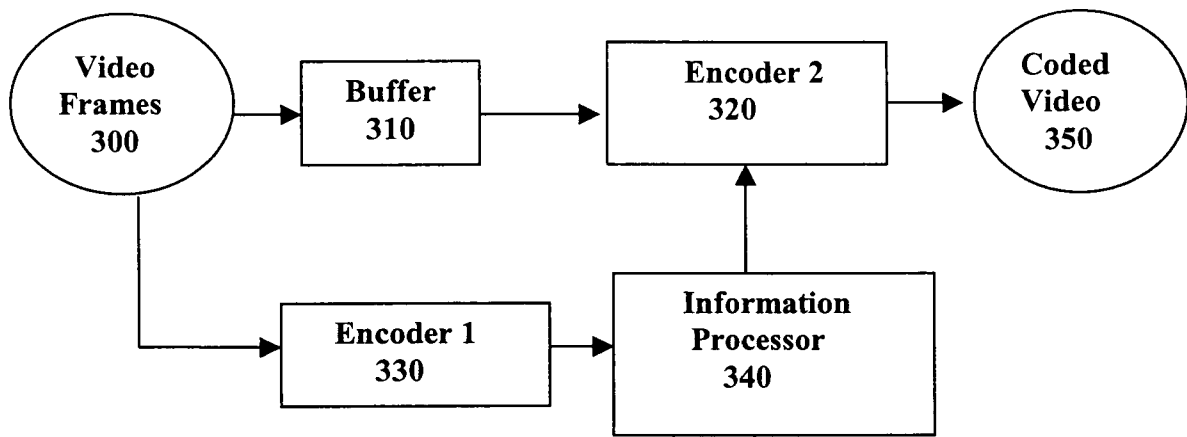 Video
Frames
300
Buffer
310
Encoder 2
320
Coded
Video
350
Encoder 1
330
Information
Processor
340